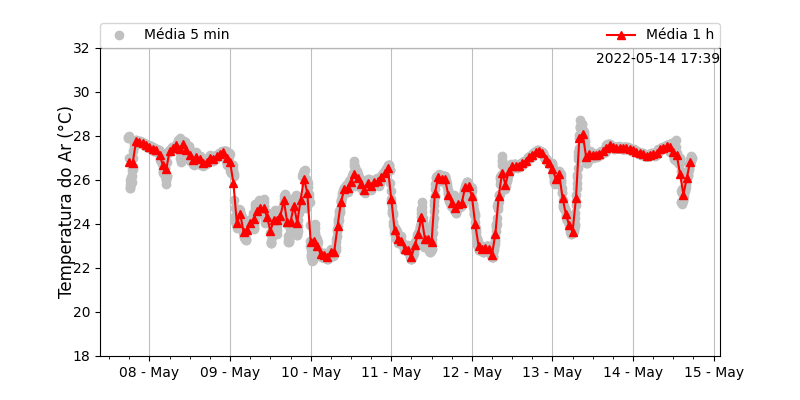 Média 5 min
Média 1 h
2022-05-14 17:39
Temperatura do Ar (°C)
32
30
28
26
24
22
20
18
08 - May
09 - May
10 - May
11 - May
12 - May
13 - May
14 - May
15 - May